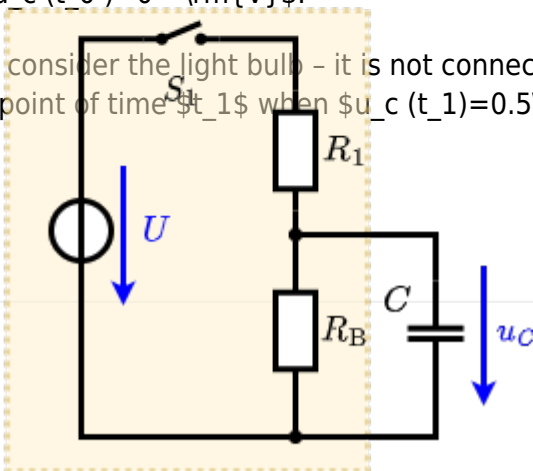 u_c (t_0 )=0 ~\rm{V}$.
consider the light bulb – it is not connec
point of time $t_1$ when $u_c (t_1)=0.5
S1
R1
U
C
RB
uC